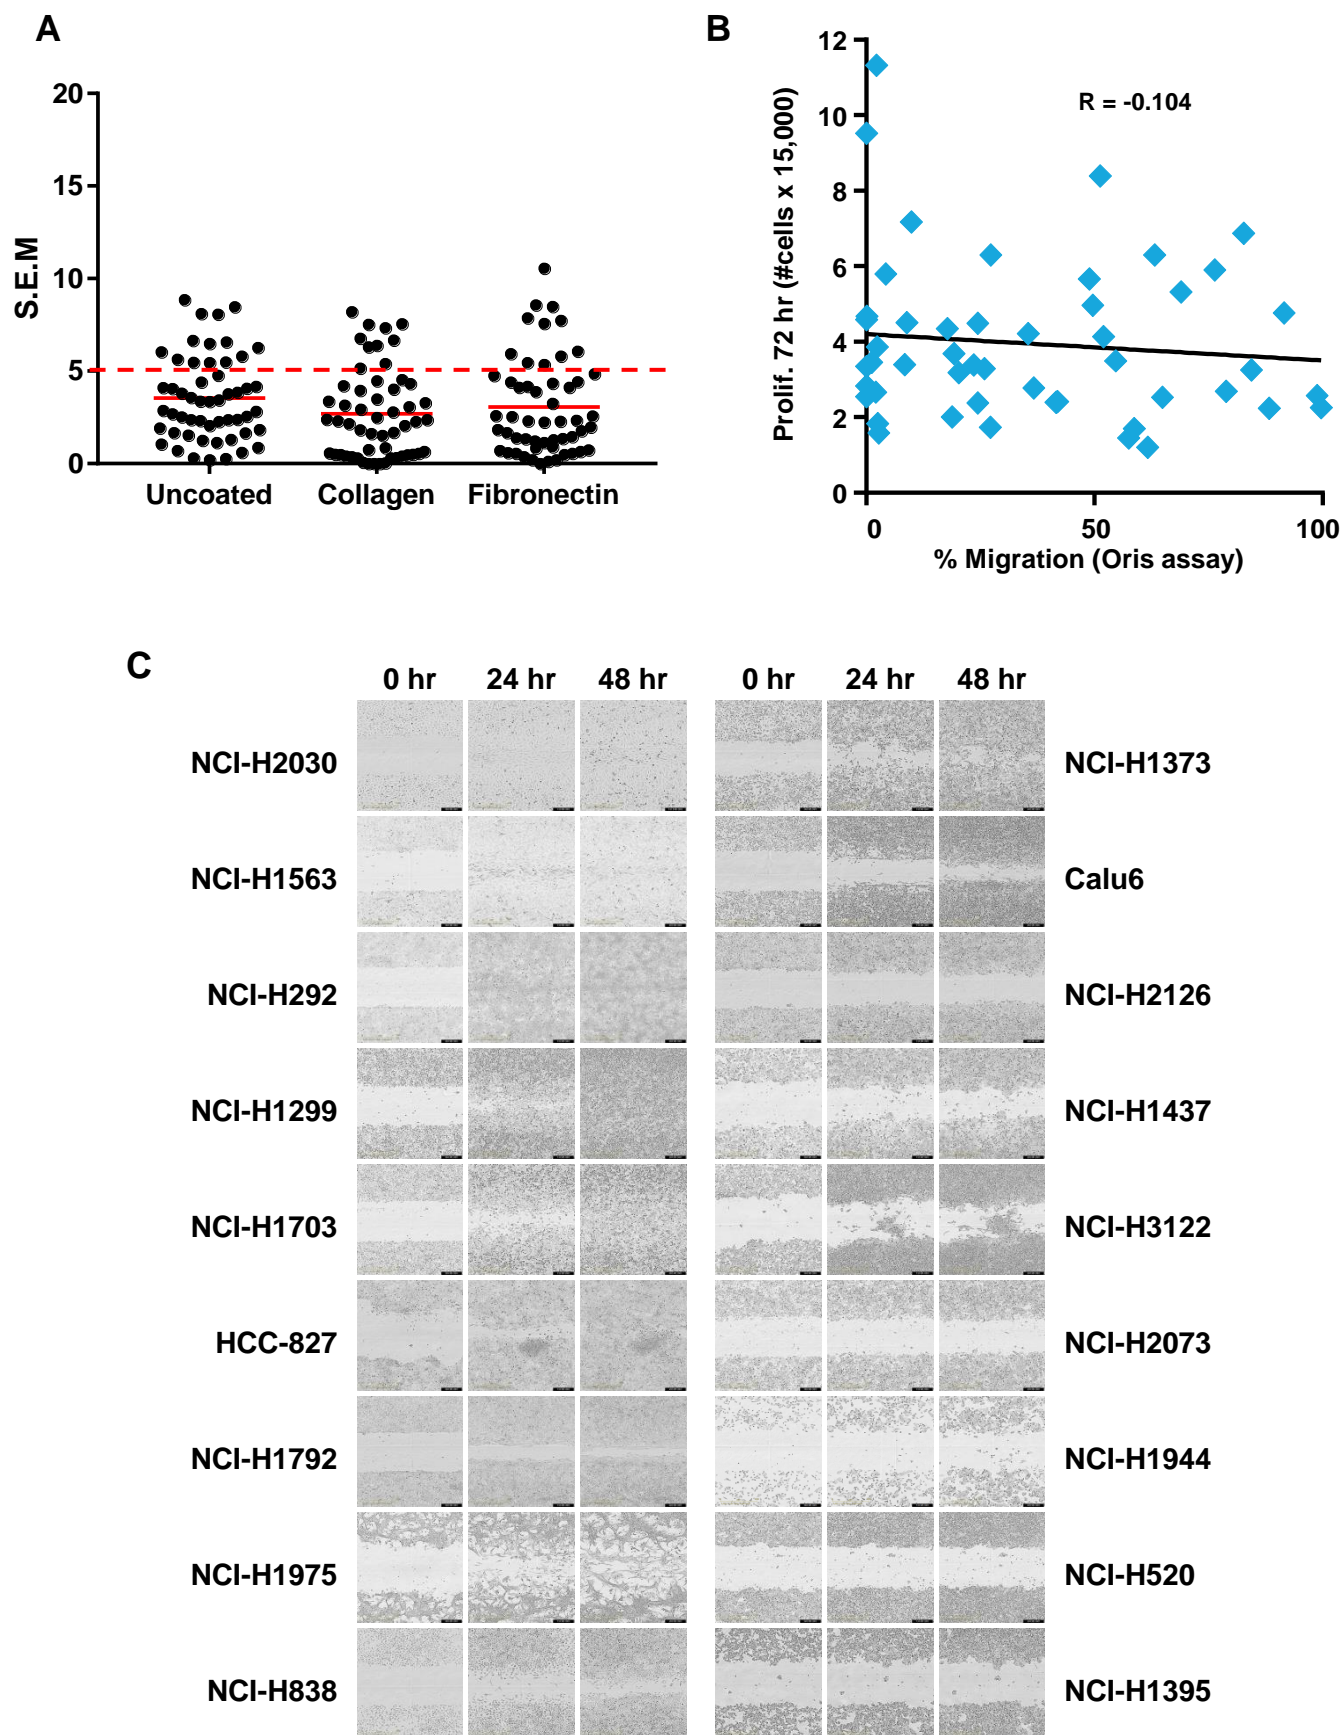 A
20
15
10
5
0
S.E.M
Uncoated Collagen Fibronectin
B
12
10
8
6
4
2
0
Prolif. 72 hr (#cells x 15,000)
R = -0.104
0 50 100
% Migration (Oris assay)
C
0 hr 24 hr 48 hr 0 hr 24 hr 48 hr
NCI-H2030 NCI-H1373
NCI-H1563 Calu6
NCI-H292 NCI-H2126
NCI-H1299 NCI-H1437
NCI-H1703 NCI-H3122
HCC-827 NCI-H2073
NCI-H1792 NCI-H1944
NCI-H1975 NCI-H520
NCI-H838 NCI-H1395